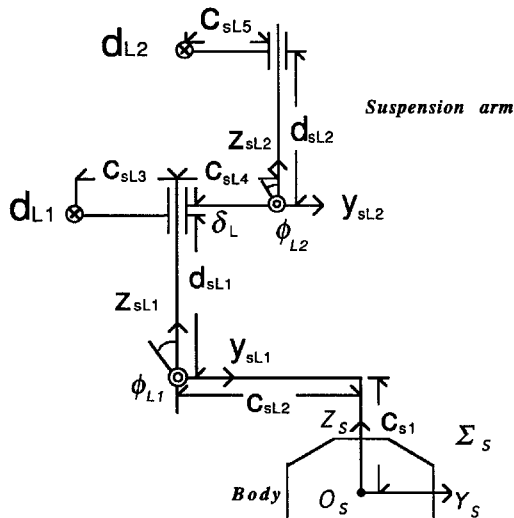 C_sL5
d_L2
Suspension arm
d_sL2
z_sL2
C_sL3
C_sL4
y_sL2
d_L1
δ_L
ϕ_L2
d_sL1
z_sL1
y_sL1
ϕ_L1
C_sL2
Z_S
C_s1
Σ_S
Body
O_S
Y_S